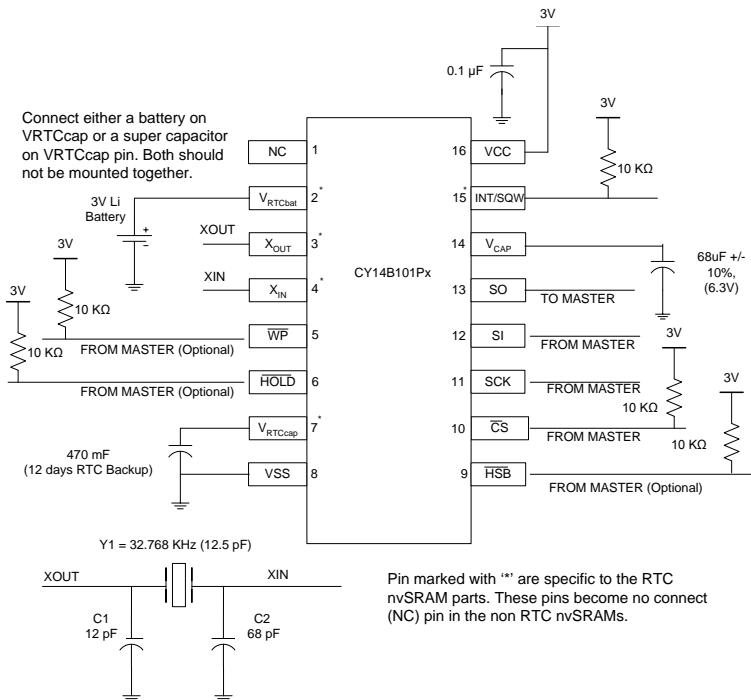 3V
0.1 µF
Connect either a battery on
VRTCcap or a super capacitor
on VRTCcap pin. Both should
not be mounted together.
3V
10 KΩ
NC 1
16 VCC
3V Li
Battery
+
−
VRTCbat 2*
15* INT/SQW
XOUT
XOUT 3*
CY14B101Px
14 VCAP
68uF +/-
10%,
(6.3V)
3V
XIN
XIN 4*
13 SO
TO MASTER
3V
10 KΩ
WP 5
FROM MASTER (Optional)
12 SI
FROM MASTER
3V
10 KΩ
HOLD 6
FROM MASTER (Optional)
11 SCK
FROM MASTER
3V
10 KΩ
VRTCcap 7*
10 CS
FROM MASTER
10 KΩ
470 mF
(12 days RTC Backup)
VSS 8
9 HSB
FROM MASTER (Optional)
Y1 = 32.768 KHz (12.5 pF)
XOUT
XIN
C1
12 pF
C2
68 pF
Pin marked with ‘*’ are specific to the RTC
nvSRAM parts. These pins become no connect
(NC) pin in the non RTC nvSRAMs.